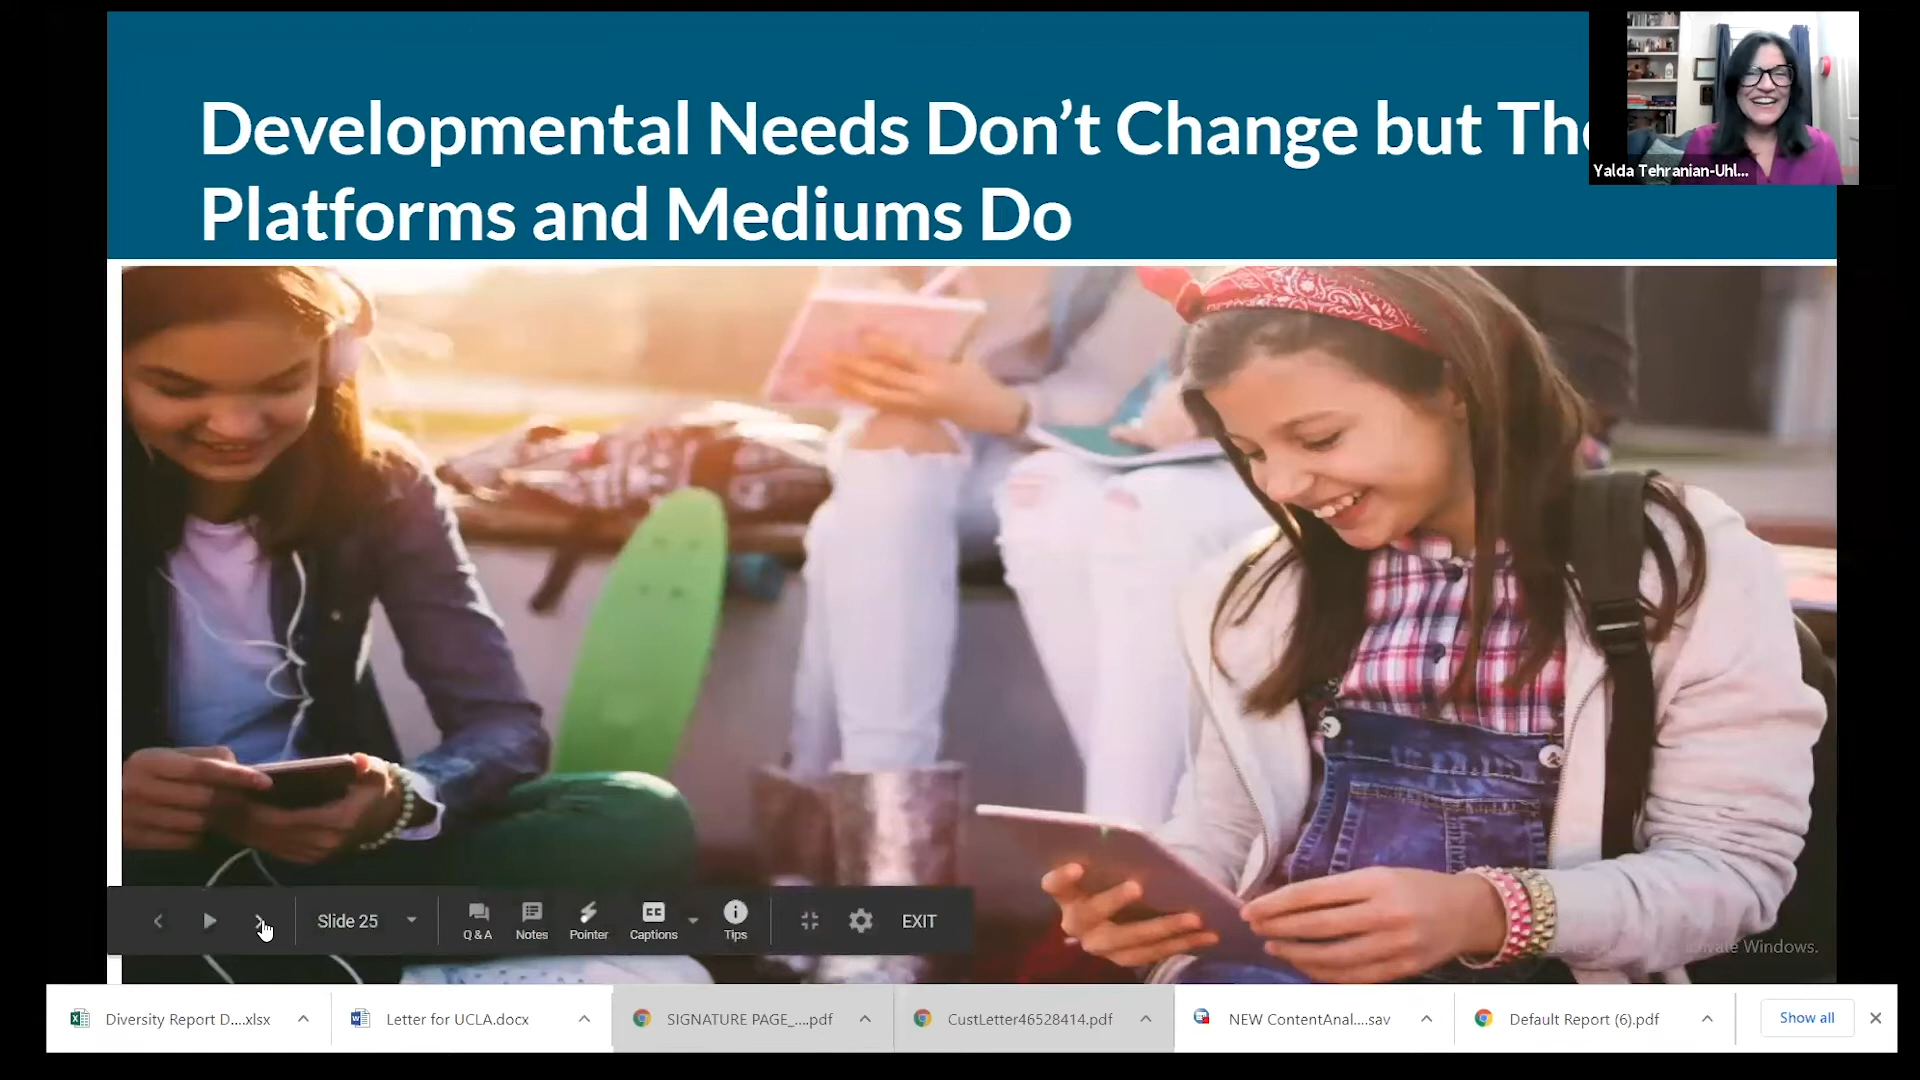 Developmental Needs Don’t Change but The
Platforms and Mediums Do
Yalda Tehranian-Uhl...
Slide 25
Q & A
Notes
Pointer
Captions
Tips
EXIT
Windows.
Diversity Report D....xlsx
Letter for UCLA.docx
SIGNATURE PAGE_....pdf
CustLetter46528414.pdf
NEW ContentAnal....sav
Default Report (6).pdf
Show all